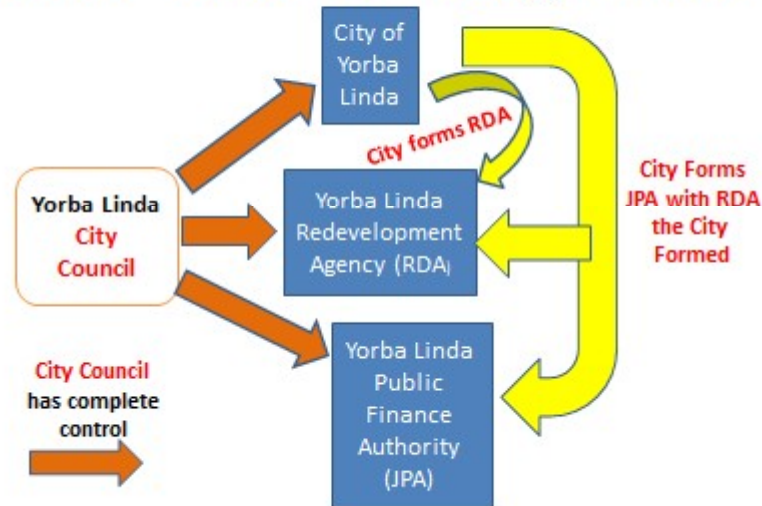 City of
Yorba
Linda
City forms RDA
Yorba Linda
City
Council
Yorba Linda
Redevelopment
Agency (RDA)
City Forms
JPA with RDA
the City
Formed
Yorba Linda
Public
Finance
Authority
(JPA)
City Council
has complete
control